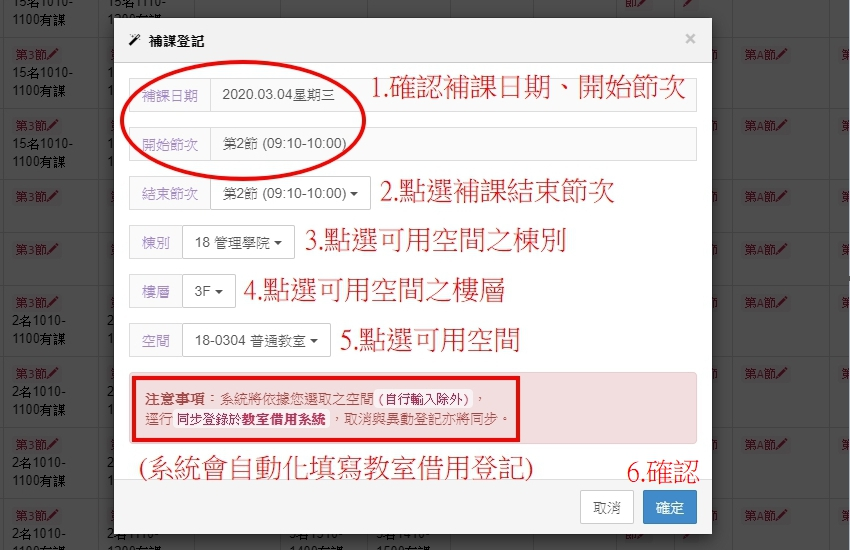 15名1010-
1100有課
第3節
15名1010-
1100有課
第3節
15名1010-
1100有課
第3節
第3節
第3節
2名1010-
1100有課
第3節
2名1010-
1100有課
第3節
2名1010-
1100有課
第3節
2名1010-
1100有課
補課登記
×
補課日期 2020.03.04星期三 1.確認補課日期、開始節次
開始節次 第2節 (09:10-10:00)
結束節次 第2節 (09:10-10:00) 2.點選補課結束節次
棟別 18 管理學院 3.點選可用空間之棟別
樓層 3F 4.點選可用空間之樓層
空間 18-0304 普通教室 5.點選可用空間
注意事項：系統將依據您選取之空間 (自行輸入除外)，
逕行 同步登錄於教室借用系統，取消與異動登記亦將同步。
(系統會自動化填寫教室借用登記) 6.確認
取消 確定
第A節
第A節
第A節
第A節
第A節
第A節
第A節
第A節